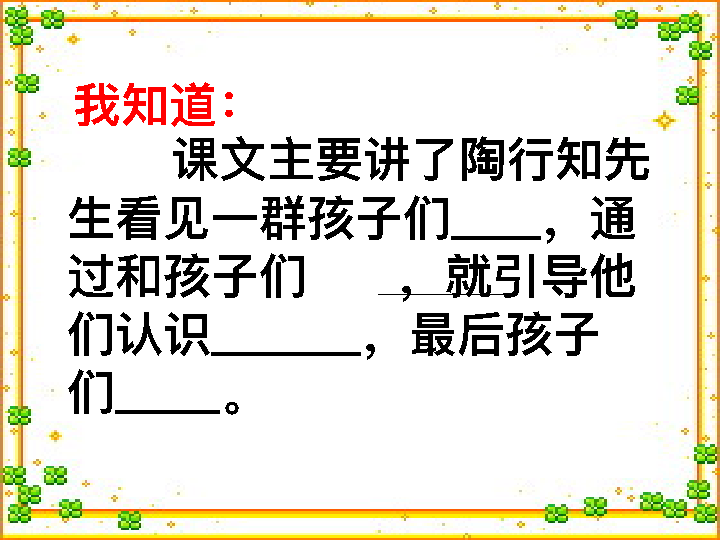 我知道：
课文主要讲了陶行知先
生看见一群孩子们____，通
过和孩子们____，就引导他
们认识______，最后孩子
们____。